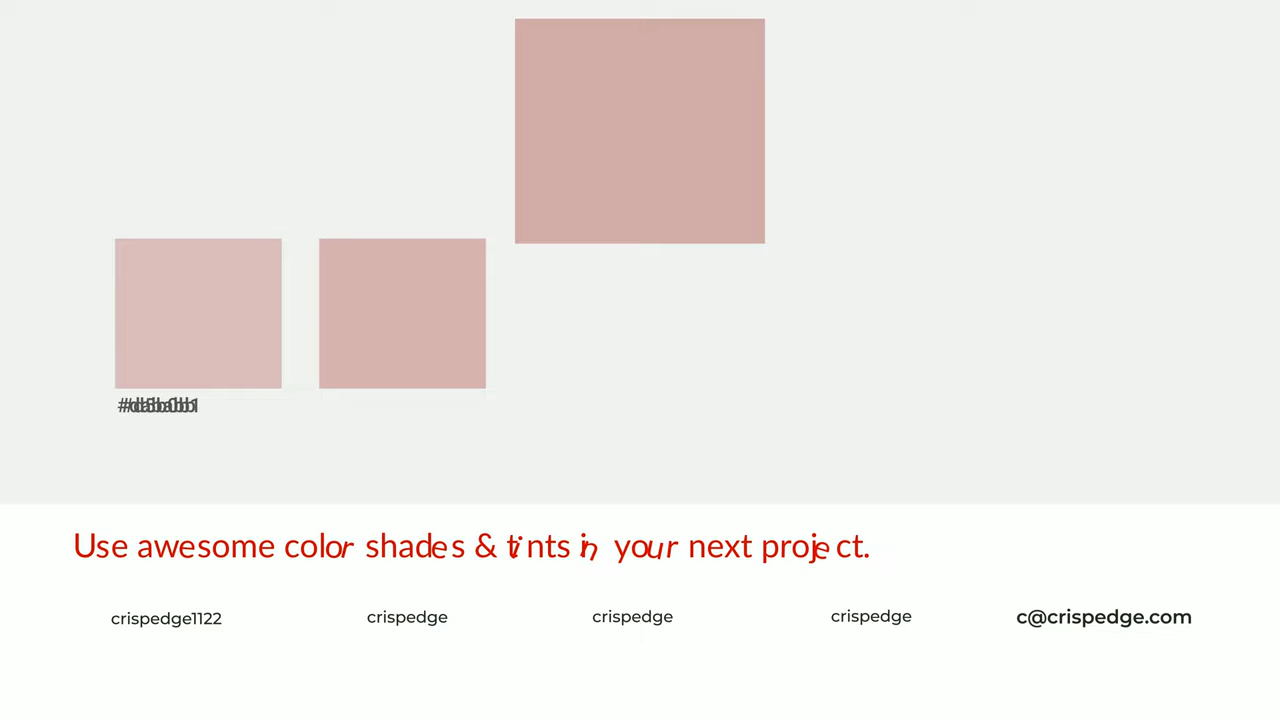 Use awesome color shades & tints in your next project.
crispedge1122 crispedge crispedge crispedge c@crispedge.com